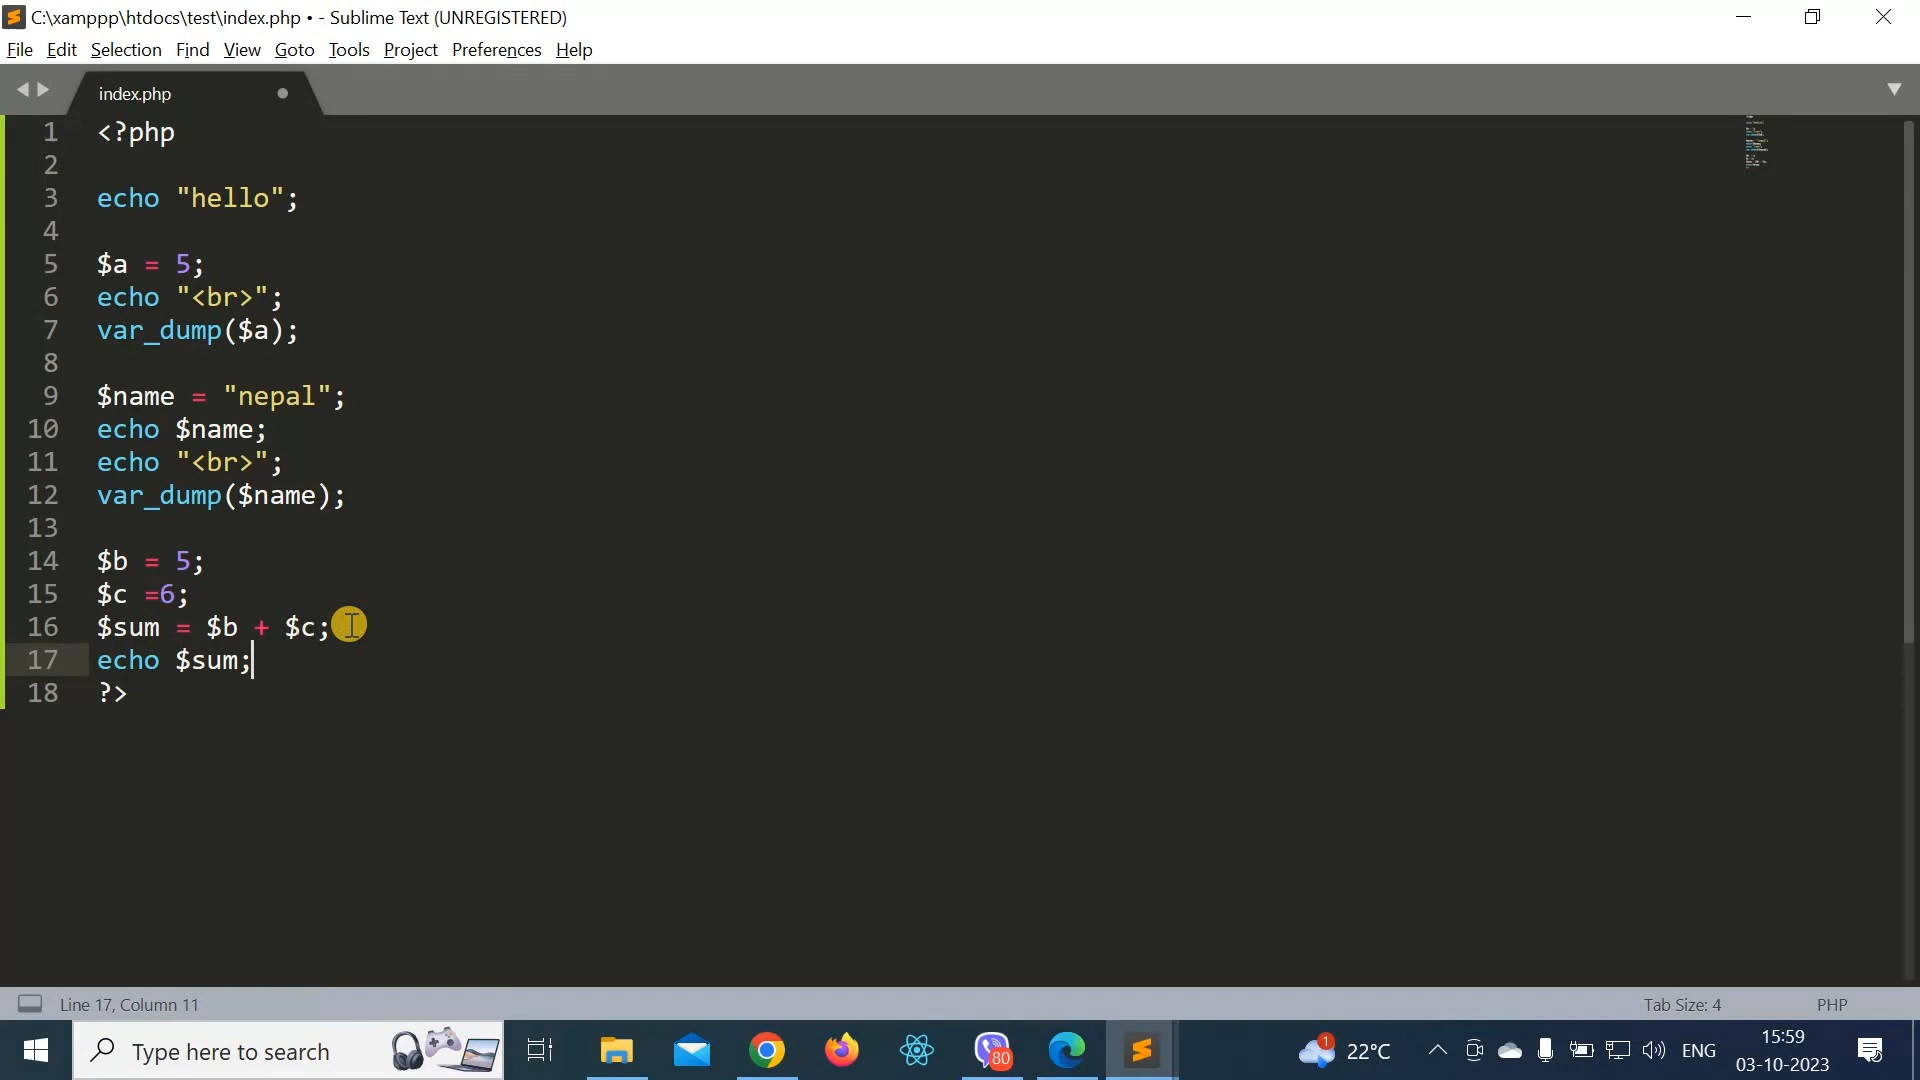 C:\xamppp\htdocs\test\index.php • - Sublime Text (UNREGISTERED)
File Edit Selection Find View Goto Tools Project Preferences Help
index.php
1 <?php
2
3 echo "hello";
4
5 $a = 5;
6 echo "<br>";
7 var_dump($a);
8
9 $name = "nepal";
10 echo $name;
11 echo "<br>";
12 var_dump($name);
13
14 $b = 5;
15 $c =6;
16 $sum = $b + $c;
17 echo $sum;
18 ?>
Line 17, Column 11
Tab Size: 4
PHP
Type here to search
80
1
22°C
ENG
15:59
03-10-2023